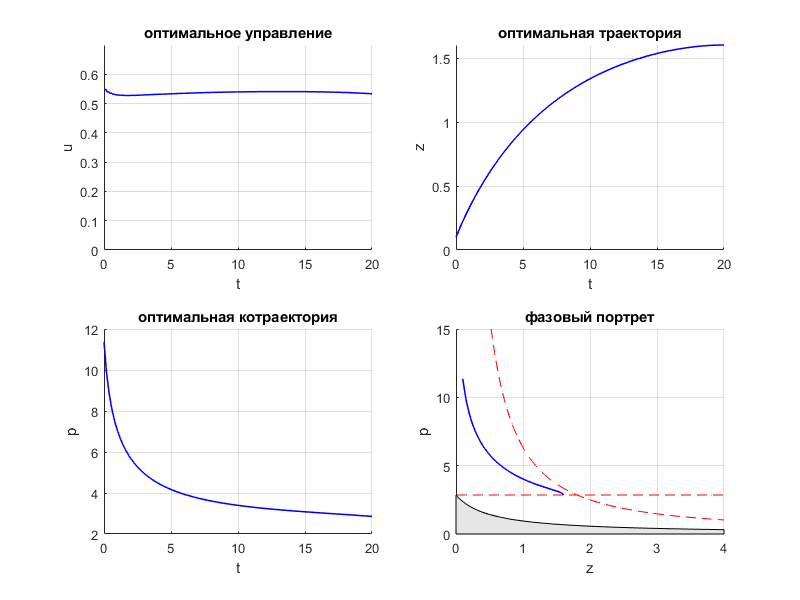 оптимальное управление
0.6
0.5
0.4
0.3
0.2
0.1
0
u
0 5 10 15 20
t
оптимальная траектория
1.5
1
0.5
0
z
0 5 10 15 20
t
оптимальная котраектория
12
10
8
6
4
2
p
0 5 10 15 20
t
фазовый портрет
15
10
5
0
p
0 1 2 3 4
z